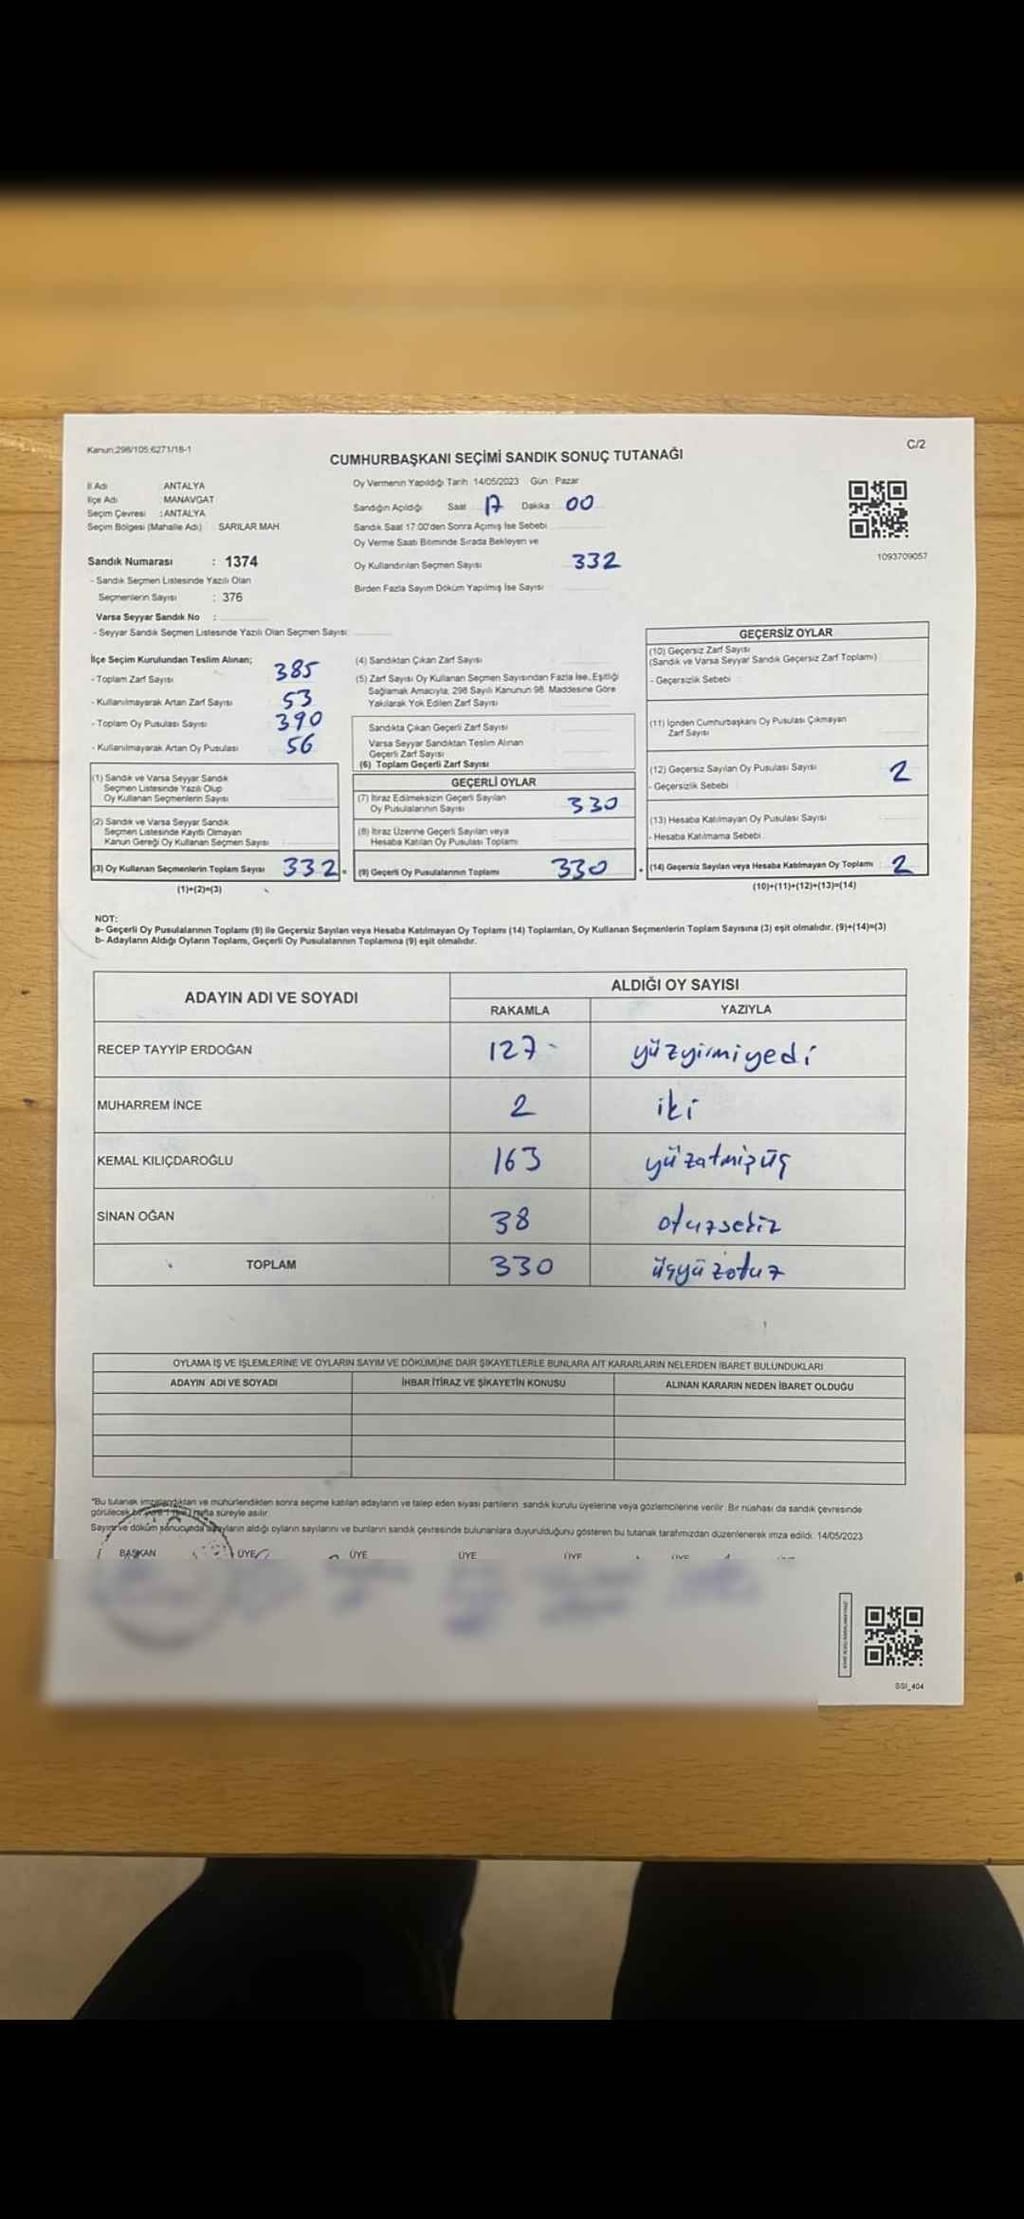 Kanun:298/105;6271/18-1
C/2
CUMHURBAŞKANI SEÇİMİ SANDIK SONUÇ TUTANAĞI
İl Adı : ANTALYA
İlçe Adı : MANAVGAT
Seçim Çevresi : ANTALYA
Seçim Bölgesi (Mahalle Adı) : SARILAR MAH
Sandık Numarası : 1374
- Sandık Seçmen Listesinde Yazılı Olan
Seçmenlerin Sayısı : 376
Varsa Seyyar Sandık No :
- Seyyar Sandık Seçmen Listesinde Yazılı Olan Seçmen Sayısı:
Oy Vermenin Yapıldığı Tarih: 14/05/2023 Gün : Pazar
Sandığın Açıldığı Saat 17 Dakika 00
Sandık Saat 17:00'den Sonra Açılmış İse Sebebi
Oy Verme Saati Bitiminde Sırada Bekleyen ve
Oy Kullandırılan Seçmen Sayısı 332
Birden Fazla Sayım Döküm Yapılmış İse Sayısı
1093709057
İlçe Seçim Kurulundan Teslim Alınan;
- Toplam Zarf Sayısı 385
- Kullanılmayarak Artan Zarf Sayısı 53
- Toplam Oy Pusulası Sayısı 390
- Kullanılmayarak Artan Oy Pusulası 56
(1) Sandık ve Varsa Seyyar Sandık
Seçmen Listesinde Yazılı Olup
Oy Kullanan Seçmenlerin Sayısı
(2) Sandık ve Varsa Seyyar Sandık
Seçmen Listesinde Kayıtlı Olmayan
Kanun Gereği Oy Kullanan Seçmen Sayısı
(3) Oy Kullanan Seçmenlerin Toplam Sayısı 332 =
(1)+(2)=(3)
(4) Sandıktan Çıkan Zarf Sayısı
(5) Zarf Sayısı Oy Kullanan Seçmen Sayısından Fazla İse, Eşitliği
Sağlamak Amacıyla; 298 Sayılı Kanunun 98. Maddesine Göre
Yakılarak Yok Edilen Zarf Sayısı
Sandıkta Çıkan Geçerli Zarf Sayısı
Varsa Seyyar Sandıktan Teslim Alınan
Geçerli Zarf Sayısı
(6) Toplam Geçerli Zarf Sayısı
GEÇERLİ OYLAR
(7) İtiraz Edilmeksizin Geçerli Sayılan
Oy Pusulalarının Sayısı 330
(8) İtiraz Üzerine Geçerli Sayılan veya
Hesaba Katılan Oy Pusulası Toplamı
(9) Geçerli Oy Pusulalarının Toplamı 330 +
GEÇERSİZ OYLAR
(10) Geçersiz Zarf Sayısı
(Sandık ve Varsa Seyyar Sandık Geçersiz Zarf Toplamı)
- Geçersizlik Sebebi
(11) İçinden Cumhurbaşkanı Oy Pusulası Çıkmayan
Zarf Sayısı
(12) Geçersiz Sayılan Oy Pusulası Sayısı 2
- Geçersizlik Sebebi
(13) Hesaba Katılmayan Oy Pusulası Sayısı
- Hesaba Katılmama Sebebi
(14) Geçersiz Sayılan veya Hesaba Katılmayan Oy Toplamı 2
(10)+(11)+(12)+(13)=(14)
NOT:
a- Geçerli Oy Pusulalarının Toplamı (9) ile Geçersiz Sayılan veya Hesaba Katılmayan Oy Toplamı (14) Toplamları, Oy Kullanan Seçmenlerin Toplam Sayısına (3) eşit olmalıdır. (9)+(14)=(3)
b- Adayların Aldığı Oyların Toplamı, Geçerli Oy Pusulalarının Toplamına (9) eşit olmalıdır.
ADAYIN ADI VE SOYADI
ALDIĞI OY SAYISI
RAKAMLA YAZIYLA
RECEP TAYYİP ERDOĞAN 127 yüzyirmiyedi
MUHARREM İNCE 2 iki
KEMAL KILIÇDAROĞLU 163 yüzatmışüç
SİNAN OĞAN 38 otuzsekiz
TOPLAM 330 üçyüzotuz
OYLAMA İŞ VE İŞLEMLERİNE VE OYLARIN SAYIM VE DÖKÜMÜNE DAİR ŞİKAYETLERLE BUNLARA AİT KARARLARIN NELERDEN İBARET BULUNDUKLARI
ADAYIN ADI VE SOYADI İHBAR İTİRAZ VE ŞİKAYETİN KONUSU ALINAN KARARIN NEDEN İBARET OLDUĞU
*Bu tutanak imzalandıktan ve mühürlendikten sonra seçime katılan adayların ve talep eden siyasi partilerin sandık kurulu üyelerine veya gözlemcilerine verilir. Bir nüshası da sandık çevresinde
görülecek bir yere 1 (bir) hafta süreyle asılır.
Sayım ve döküm sonucunda adayların aldığı oyların sayılarını ve bunların sandık çevresinde bulunanlara duyurulduğunu gösteren bu tutanak tarafımızdan düzenlenerek imza edildi. 14/05/2023
BAŞKAN ÜYE ÜYE ÜYE ÜYE ÜYE
SSI_404